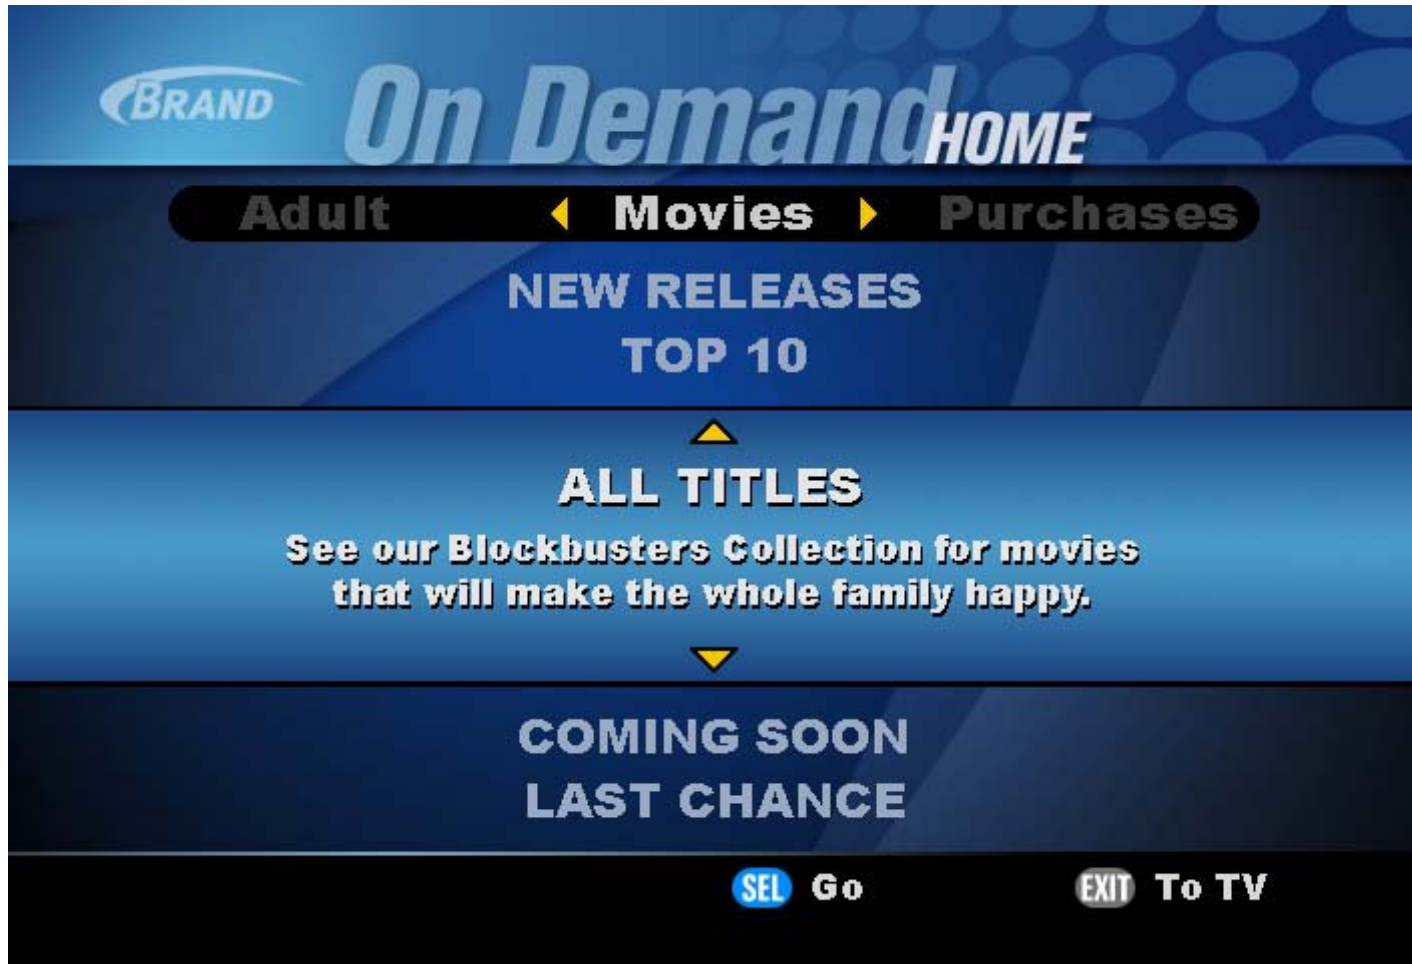 BRAND On Demand HOME
Adult Movies Purchases
NEW RELEASES
TOP 10
ALL TITLES
See our Blockbusters Collection for movies
that will make the whole family happy.
COMING SOON
LAST CHANCE
SEL Go EXIT To TV